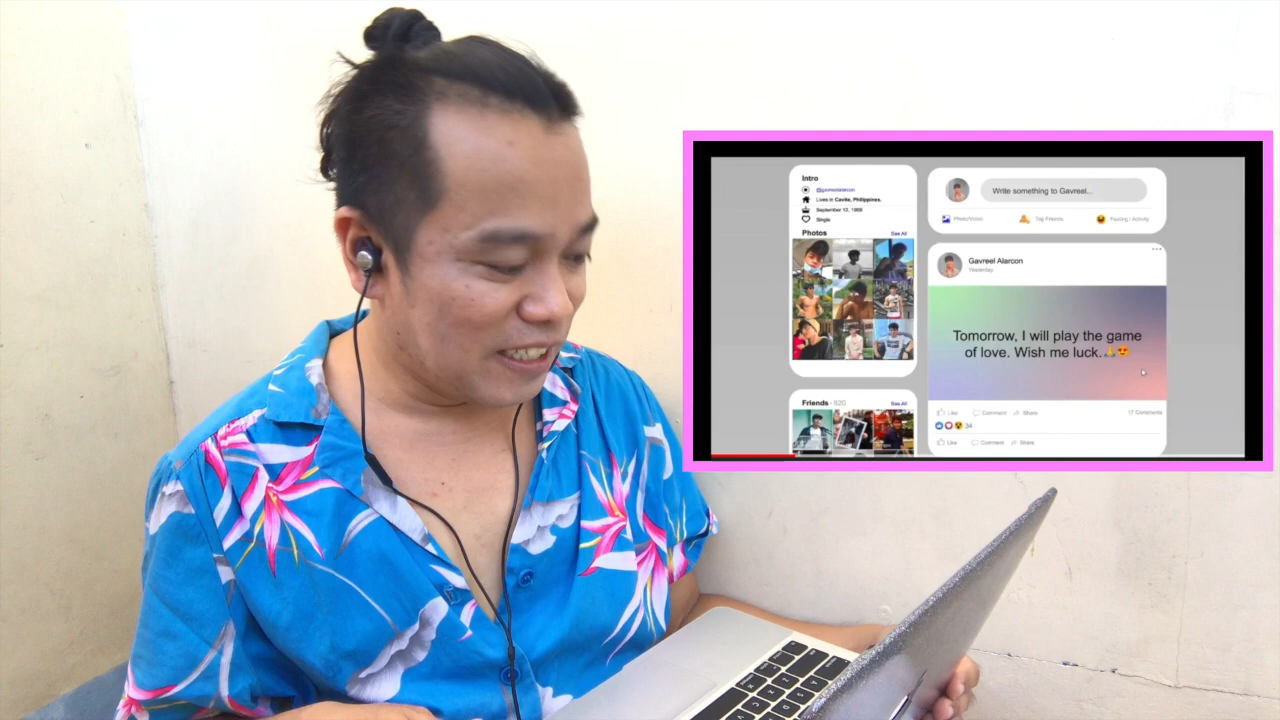 Intro
Lives in Cavite, Philippines.
Single
Photos
See All
Friends · 820
See All
Write something to Gavreel...
Photo/Video
Tag Friends
Feeling / Activity
Gavreel Alarcon
Yesterday
Tomorrow, I will play the game
of love. Wish me luck.🙏😍
Like Comment Share 17 Comments
34
Like Comment Share